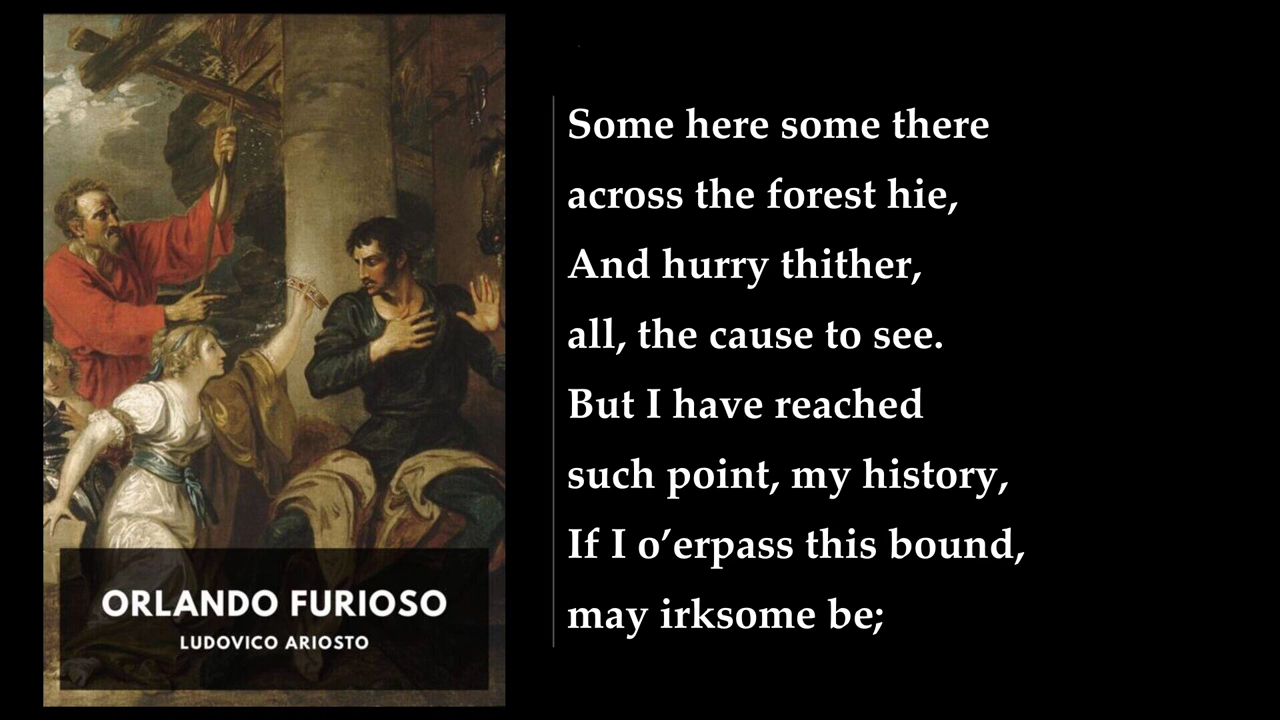 Some here some there
across the forest hie,
And hurry thither,
all, the cause to see.
But I have reached
such point, my history,
If I o’erpass this bound,
may irksome be;
ORLANDO FURIOSO
LUDOVICO ARIOSTO